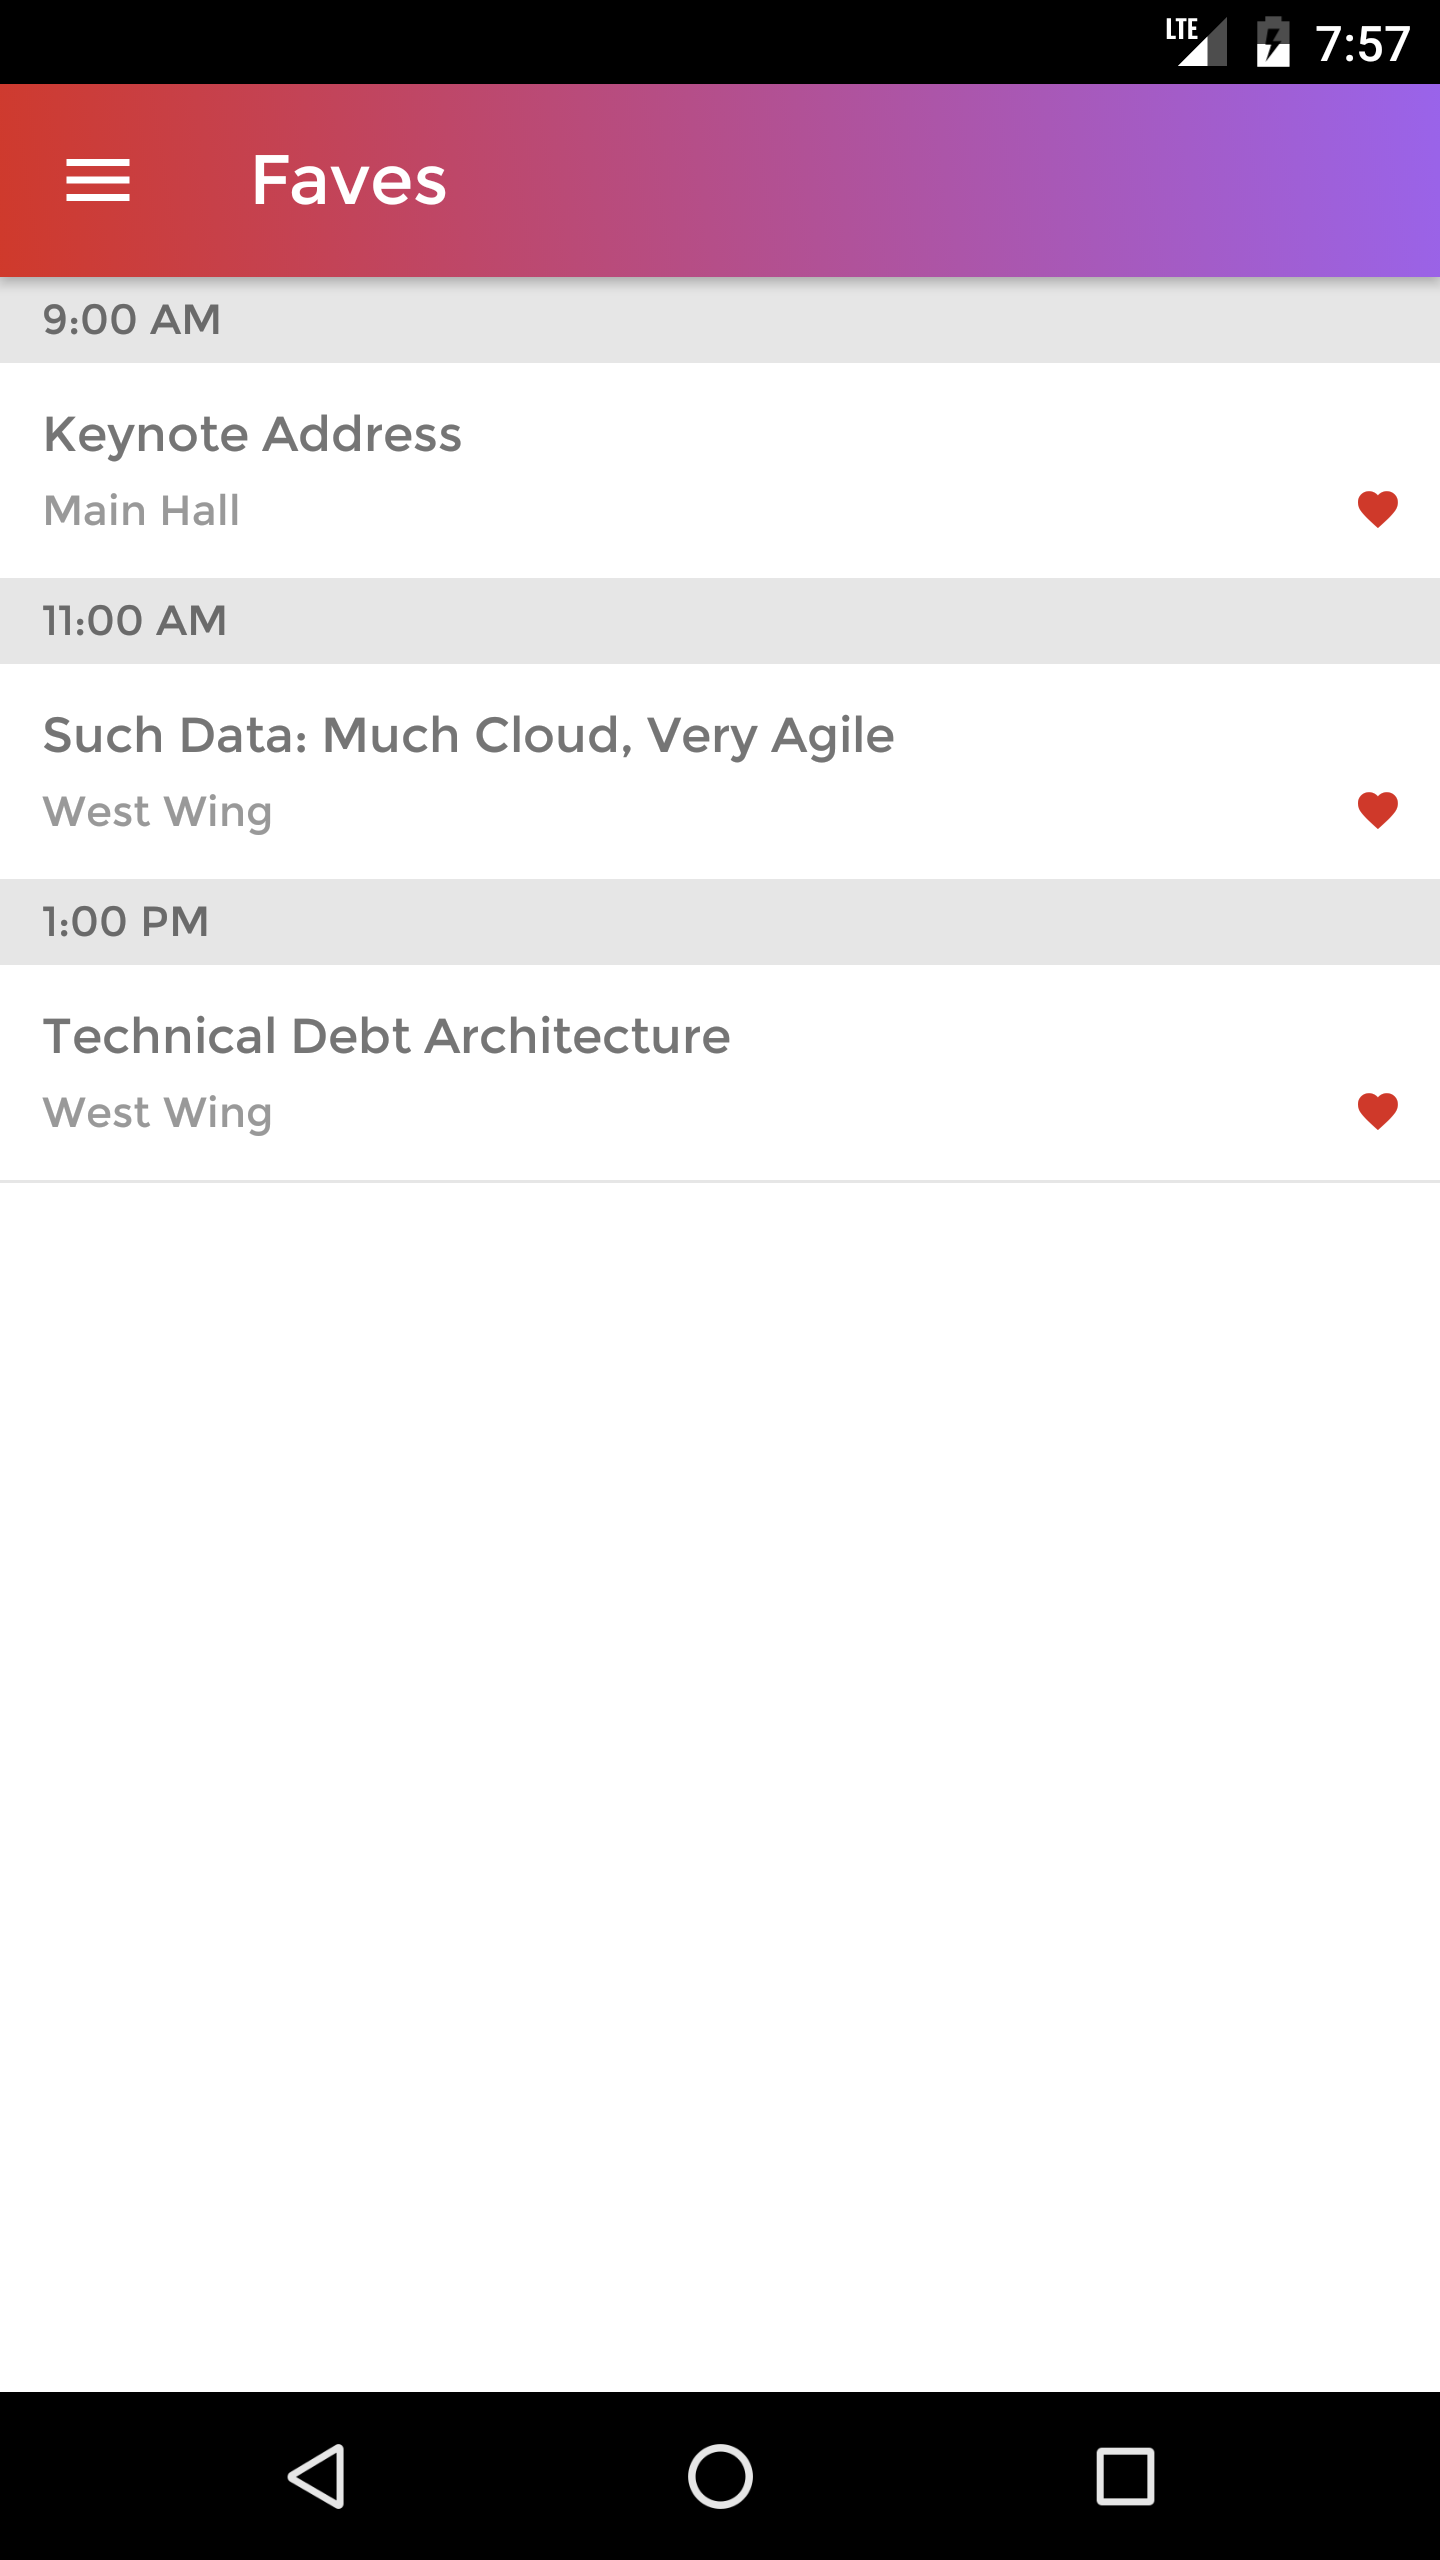 LTE 7:57
Faves
9:00 AM
Keynote Address
Main Hall
11:00 AM
Such Data: Much Cloud, Very Agile
West Wing
1:00 PM
Technical Debt Architecture
West Wing